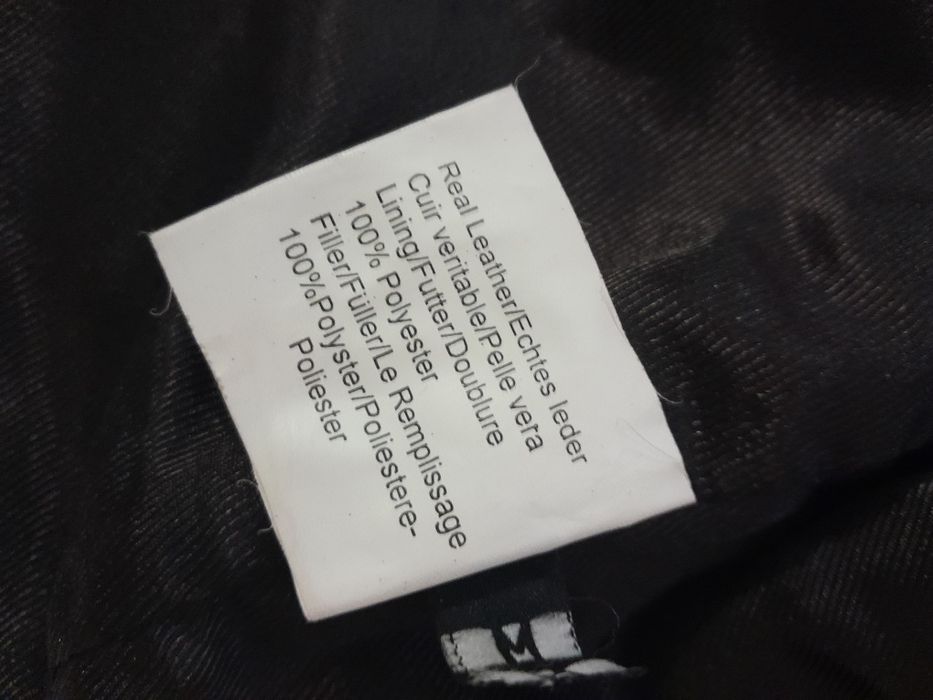 Real Leather/Echtes leder
Cuir veritable/Pelle vera
Lining/Futter/Doublure
100% Polyester
Filler/Füller/Le Remplissage
100%Polyster/Poliestere-
Poliester
M